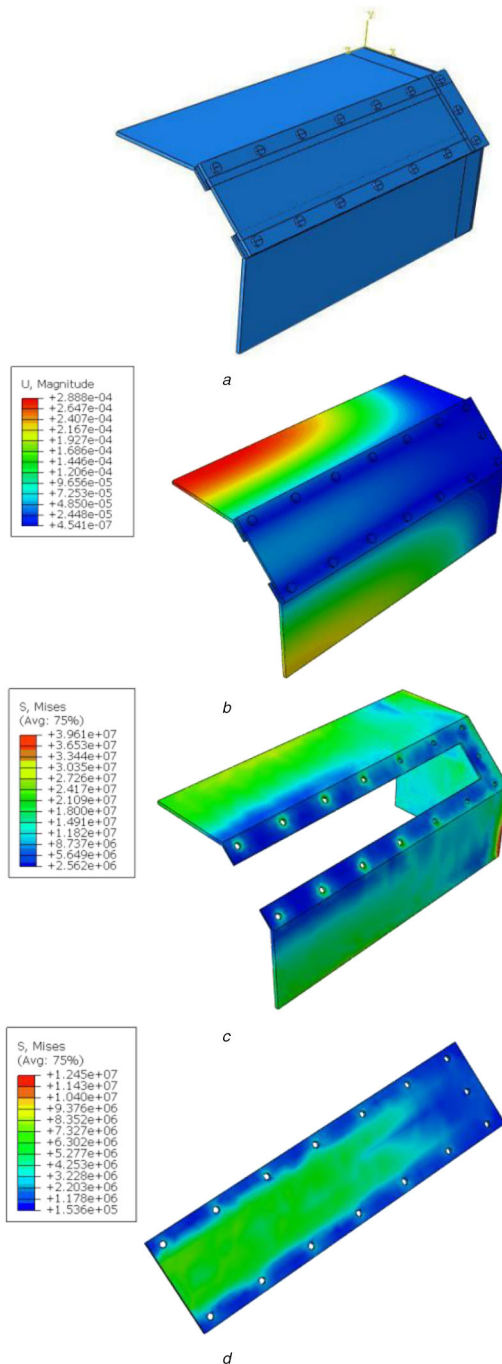 Y
a
U, Magnitude
+2.888e-04
+2.647e-04
+2.407e-04
+2.167e-04
+1.927e-04
+1.686e-04
+1.446e-04
+1.206e-04
+9.656e-05
+7.253e-05
+4.850e-05
+2.448e-05
+4.541e-07
b
S, Mises
(Avg: 75%)
+3.961e+07
+3.653e+07
+3.344e+07
+3.035e+07
+2.726e+07
+2.417e+07
+2.109e+07
+1.800e+07
+1.491e+07
+1.182e+07
+8.737e+06
+5.649e+06
+2.562e+06
c
S, Mises
(Avg: 75%)
+1.245e+07
+1.143e+07
+1.040e+07
+9.376e+06
+8.352e+06
+7.327e+06
+6.302e+06
+5.277e+06
+4.253e+06
+3.228e+06
+2.203e+06
+1.178e+06
+1.536e+05
d